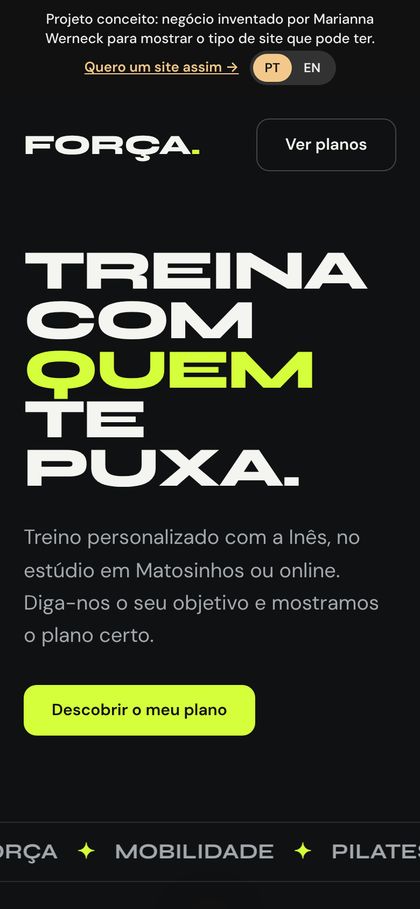 Projeto conceito: negócio inventado por Marianna
Werneck para mostrar o tipo de site que pode ter.
Quero um site assim → PT EN
FORÇA. Ver planos
TREINA
COM
QUEM
TE
PUXA.
Treino personalizado com a Inês, no
estúdio em Matosinhos ou online.
Diga-nos o seu objetivo e mostramos
o plano certo.
Descobrir o meu plano
ORÇA ✦ MOBILIDADE ✦ PILATES